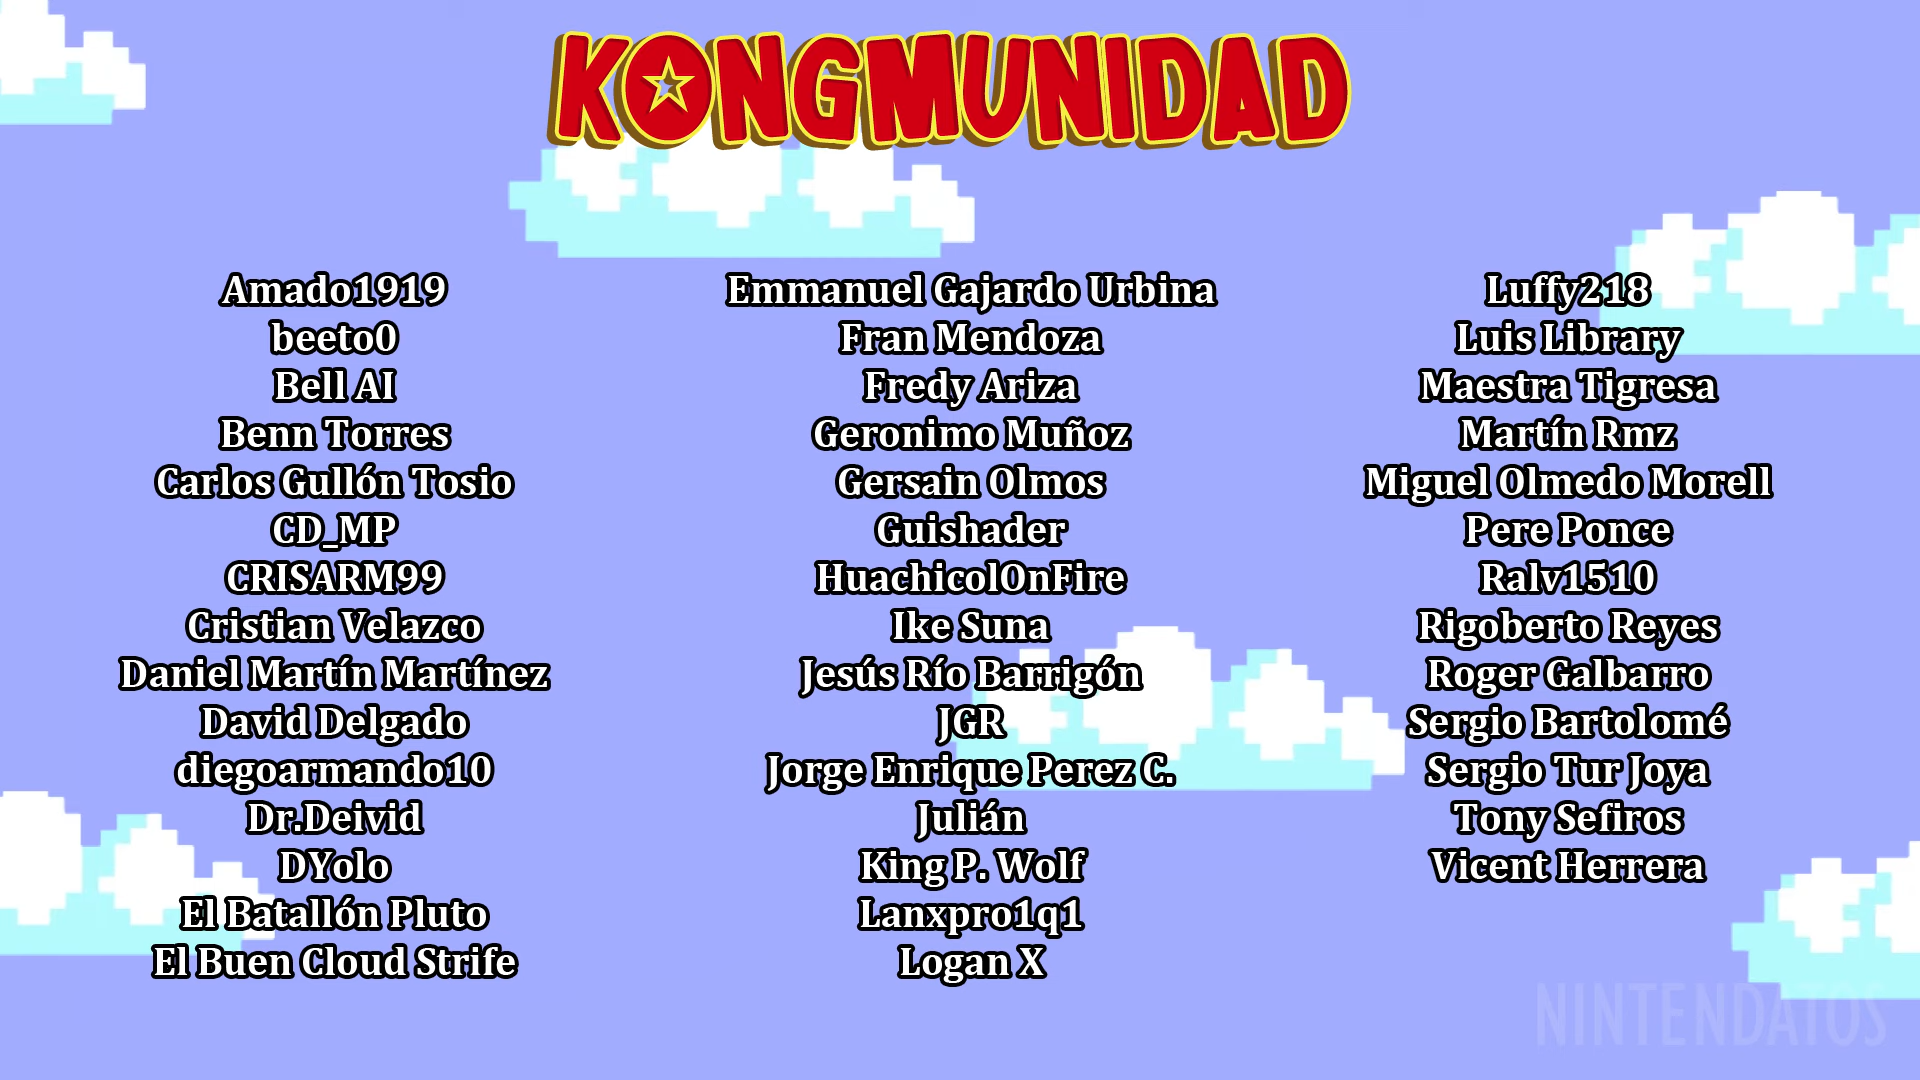 KONGMUNIDAD
Amado1919
beeto0
Bell AI
Benn Torres
Carlos Gullón Tosio
CD_MP
CRISARM99
Cristian Velazco
Daniel Martín Martínez
David Delgado
diegoarmando10
Dr.Deivid
DYolo
El Batallón Pluto
El Buen Cloud Strife
Emmanuel Gajardo Urbina
Fran Mendoza
Fredy Ariza
Geronimo Muñoz
Gersain Olmos
Guishader
HuachicolOnFire
Ike Suna
Jesús Río Barrigón
JGR
Jorge Enrique Perez C.
Julián
King P. Wolf
Lanxpro1q1
Logan X
Luffy218
Luis Library
Maestra Tigresa
Martín Rmz
Miguel Olmedo Morell
Pere Ponce
Ralv1510
Rigoberto Reyes
Roger Galbarro
Sergio Bartolomé
Sergio Tur Joya
Tony Sefiros
Vicent Herrera
NINTENDATOS